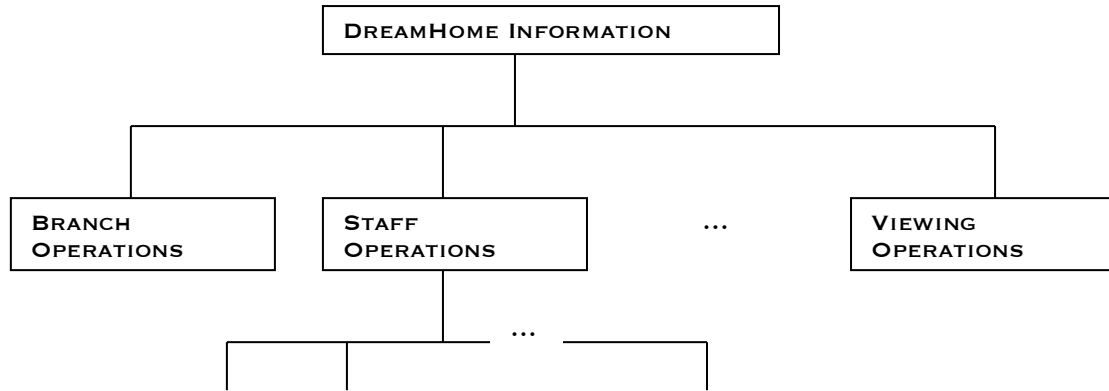 DreamHome Information
Branch
Operations
Staff
Operations
...
Viewing
Operations
...